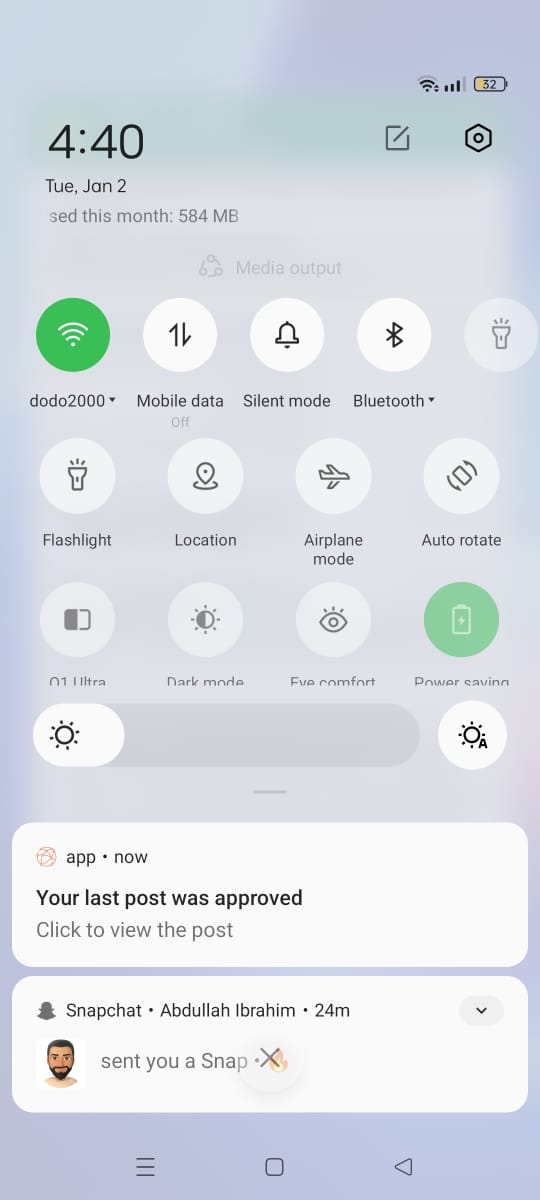 32
4:40
Tue, Jan 2
sed this month: 584 MB
Media output
dodo2000 Mobile data Silent mode Bluetooth
Off
Flashlight Location Airplane mode Auto rotate
O1 Ultra Dark mode Eye comfort Power saving
A
app • now
Your last post was approved
Click to view the post
Snapchat • Abdullah Ibrahim • 24m
sent you a Snap •🔥